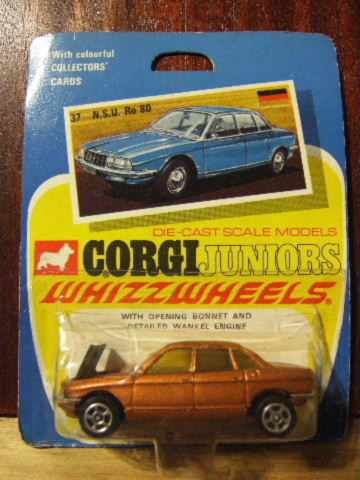 With colourful
COLLECTORS'
CARDS
37 N.S.U. Ro 80
DIE-CAST SCALE MODELS
CORGI JUNIORS
WHIZZWHEELS®
WITH OPENING BONNET AND
DETAILED WANKEL ENGINE